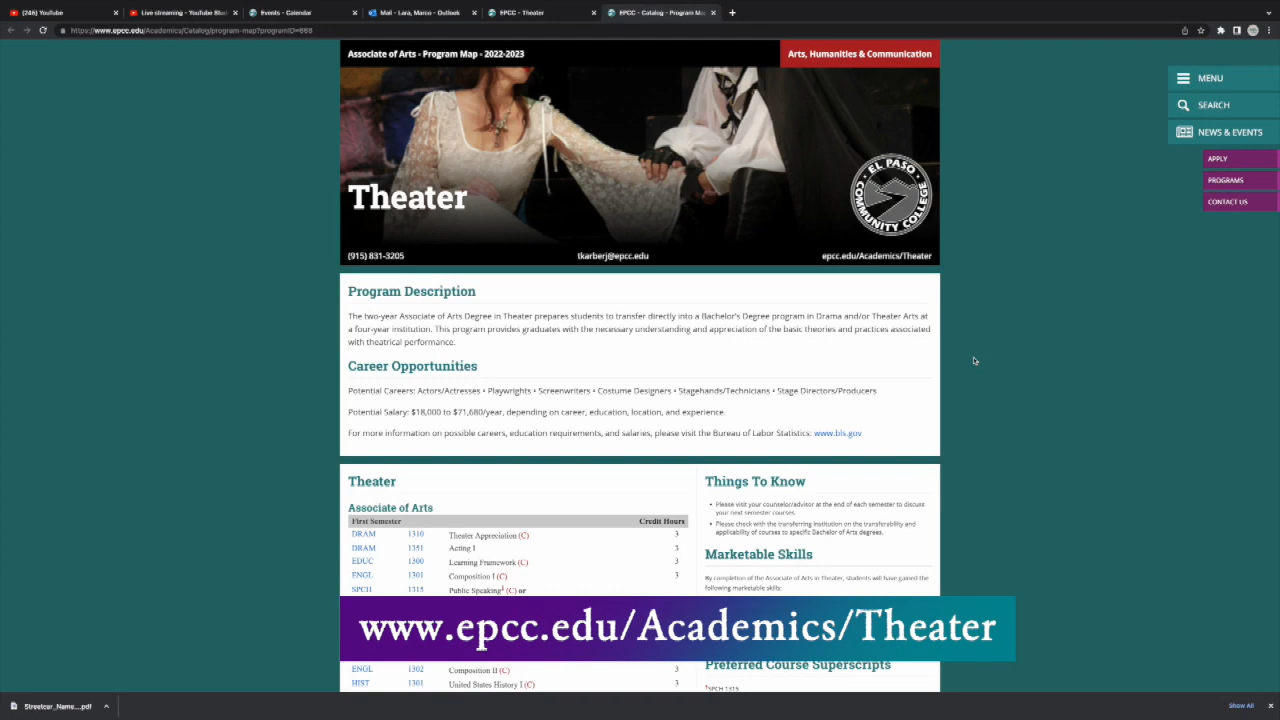 (246) YouTube
Live streaming - YouTube Stud
Events - Calendar
Mail - Lara, Marco - Outlook
EPCC - Theater
EPCC - Catalog - Program Map
https://www.epcc.edu/Academics/Catalog/program-map?programID=668
Associate of Arts - Program Map - 2022-2023
Arts, Humanities & Communication
MENU
SEARCH
NEWS & EVENTS
APPLY
PROGRAMS
CONTACT US
Theater
EL PASO COMMUNITY COLLEGE
(915) 831-3205
tkarberj@epcc.edu
epcc.edu/Academics/Theater
Program Description
The two-year Associate of Arts Degree in Theater prepares students to transfer directly into a Bachelor's Degree program in Drama and/or Theater Arts at
a four-year institution. This program provides graduates with the necessary understanding and appreciation of the basic theories and practices associated
with theatrical performance.
Career Opportunities
Potential Careers: Actors/Actresses • Playwrights • Screenwriters • Costume Designers • Stagehands/Technicians • Stage Directors/Producers
Potential Salary: $18,000 to $71,680/year, depending on career, education, location, and experience.
For more information on possible careers, education requirements, and salaries, please visit the Bureau of Labor Statistics: www.bls.gov
Theater
Associate of Arts
First Semester Credit Hours
DRAM 1310 Theater Appreciation (C) 3
DRAM 1351 Acting I 3
EDUC 1300 Learning Framework (C) 3
ENGL 1301 Composition I (C) 3
SPCH 1315 Public Speaking¹ (C) or
Things To Know
• Please visit your counselor/advisor at the end of each semester to discuss
your next semester courses.
• Please check with the transferring institution on the transferability and
applicability of courses to specific Bachelor of Arts degrees.
Marketable Skills
By completion of the Associate of Arts in Theater, students will have gained the
following marketable skills:
www.epcc.edu/Academics/Theater
ENGL 1302 Composition II (C) 3
HIST 1301 United States History I (C) 3
Preferred Course Superscripts
¹SPCH 1315
Streetcar_Name....pdf
Show All